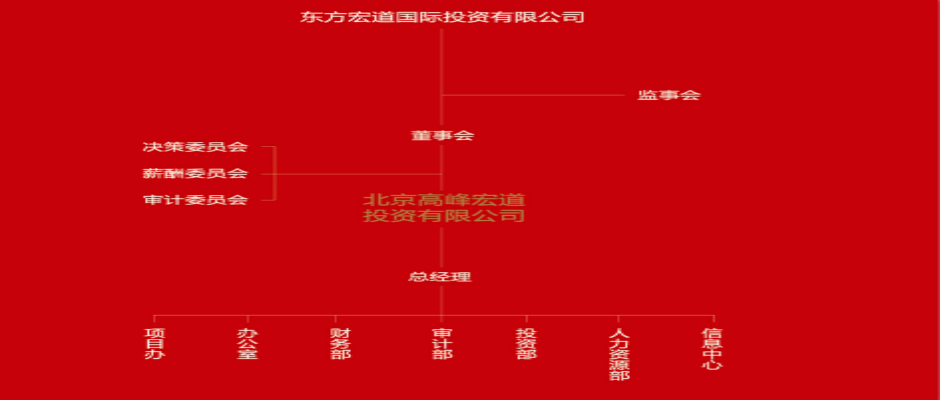 东方宏道国际投资有限公司
监事会
董事会
决策委员会
薪酬委员会
审计委员会
北京高峰宏道
投资有限公司
总经理
项目办
办公室
财务部
审计部
投资部
人力资源部
信息中心